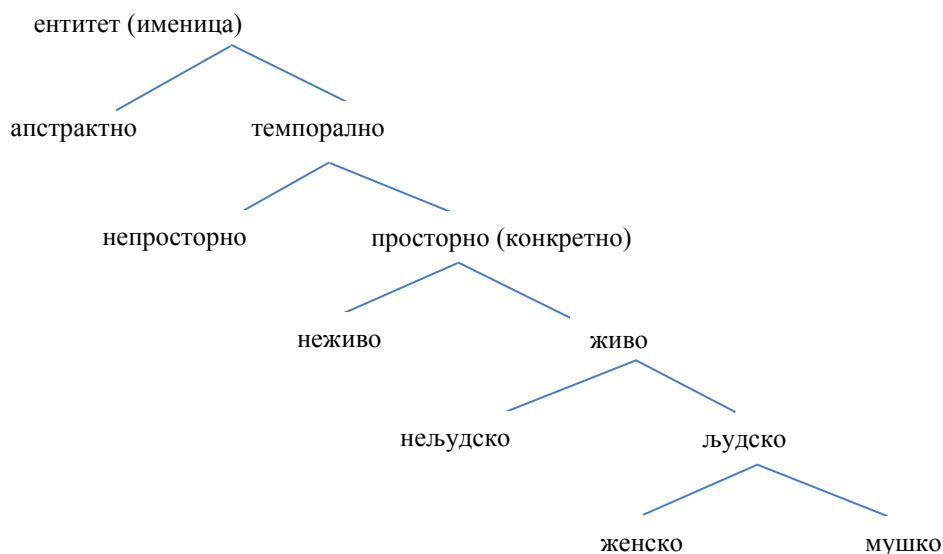 ентитет (именица)
апстрактно темпорално
непросторно просторно (конкретно)
неживо живо
нељудско људско
женско мушко